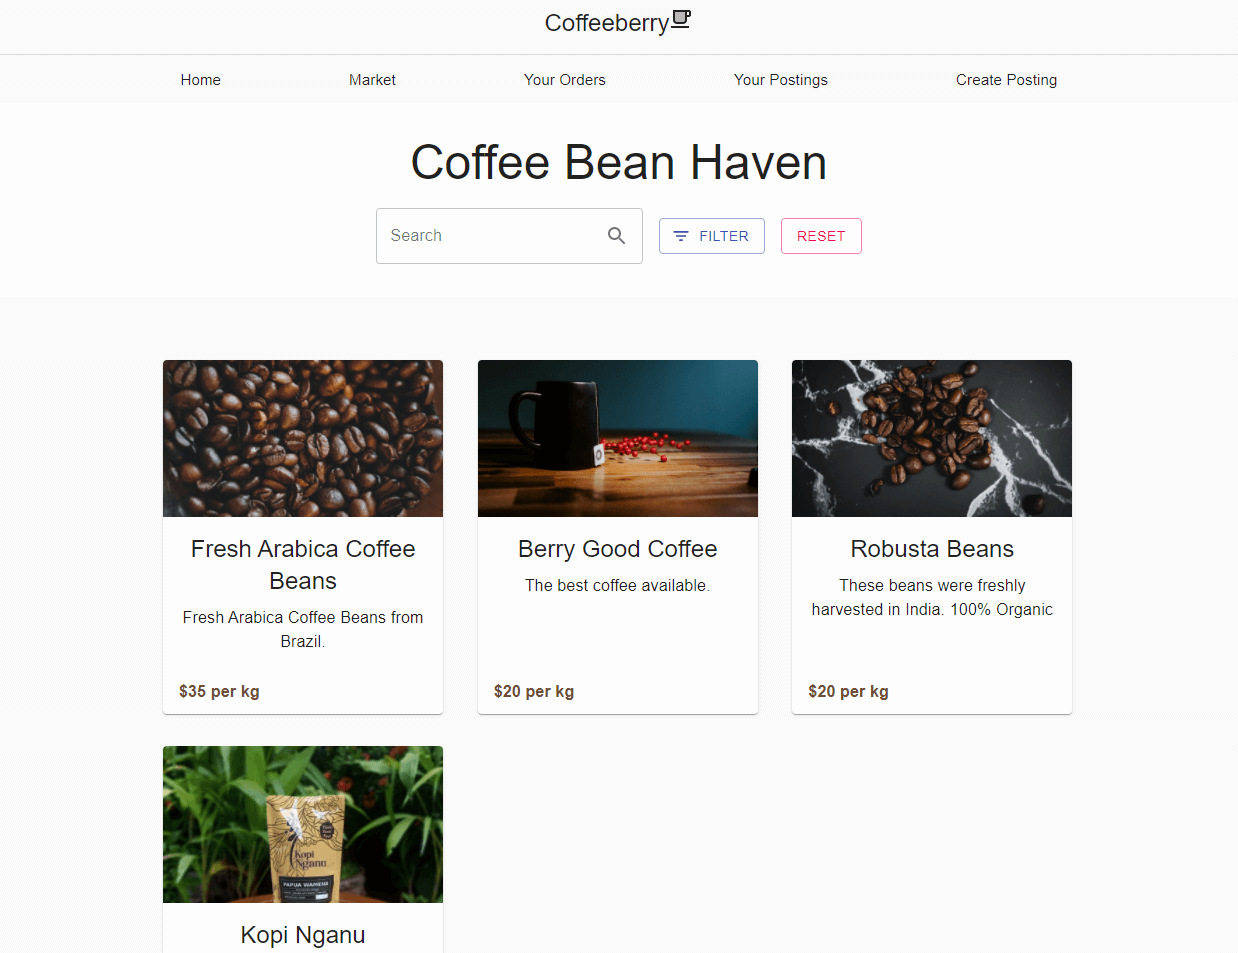 Coffeeberry
Home Market Your Orders Your Postings Create Posting
Coffee Bean Haven
Search FILTER RESET
Fresh Arabica Coffee
Beans
Fresh Arabica Coffee Beans from
Brazil.
$35 per kg
Berry Good Coffee
The best coffee available.
$20 per kg
Robusta Beans
These beans were freshly
harvested in India. 100% Organic
$20 per kg
Kopi
Nganu
PAPUA WAMENA
Kopi Nganu